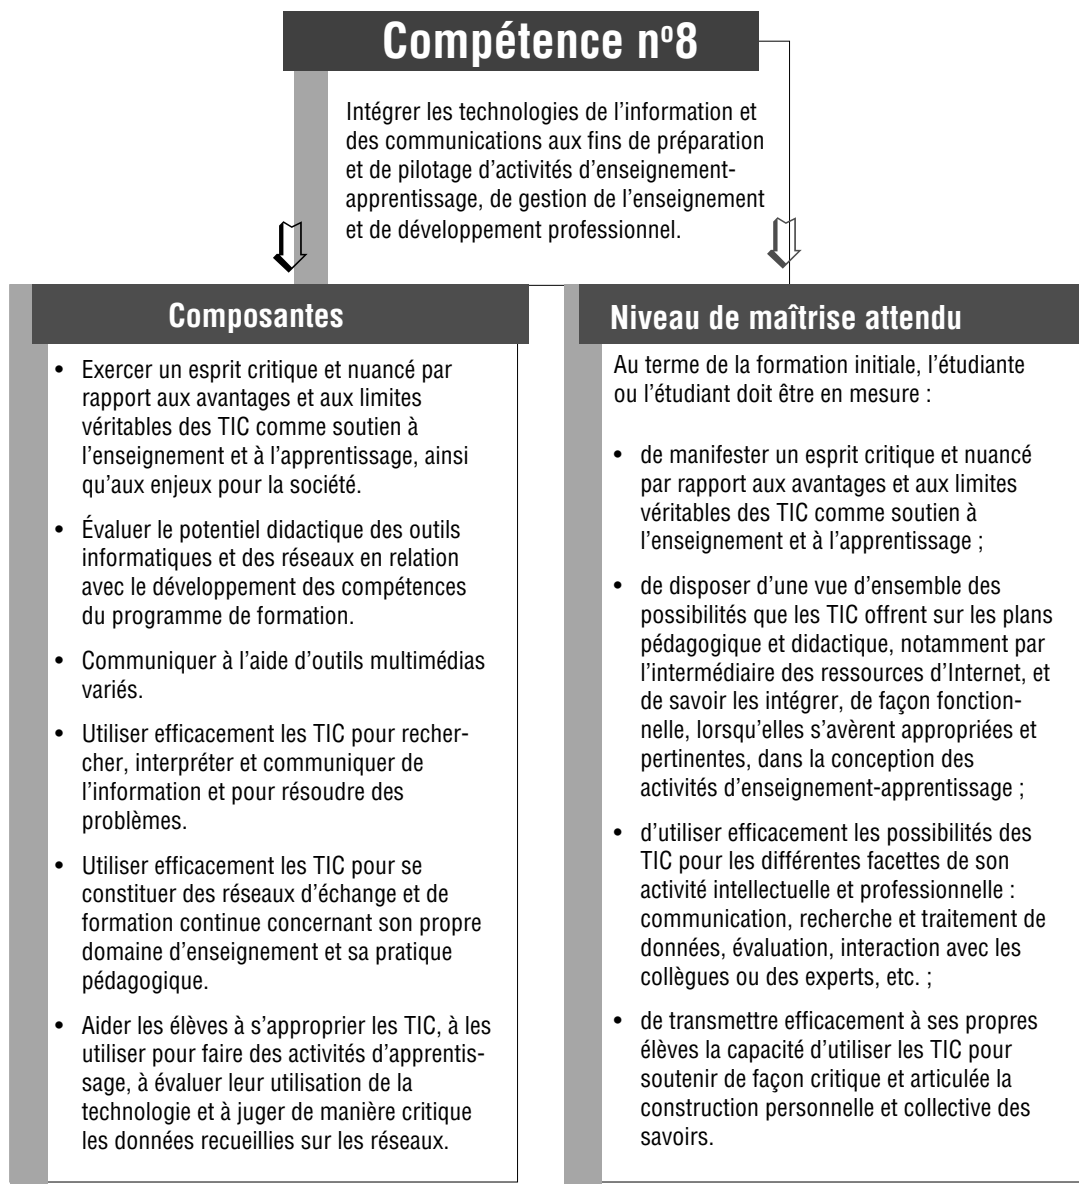 Compétence nº8
Intégrer les technologies de l'information et
des communications aux fins de préparation
et de pilotage d'activités d'enseignement-
apprentissage, de gestion de l'enseignement
et de développement professionnel.
Composantes
• Exercer un esprit critique et nuancé par
rapport aux avantages et aux limites
véritables des TIC comme soutien à
l'enseignement et à l'apprentissage, ainsi
qu'aux enjeux pour la société.
• Évaluer le potentiel didactique des outils
informatiques et des réseaux en relation
avec le développement des compétences
du programme de formation.
• Communiquer à l'aide d'outils multimédias
variés.
• Utiliser efficacement les TIC pour recher-
cher, interpréter et communiquer de
l'information et pour résoudre des
problèmes.
• Utiliser efficacement les TIC pour se
constituer des réseaux d'échange et de
formation continue concernant son propre
domaine d'enseignement et sa pratique
pédagogique.
• Aider les élèves à s'approprier les TIC, à les
utiliser pour faire des activités d'apprentis-
sage, à évaluer leur utilisation de la
technologie et à juger de manière critique
les données recueillies sur les réseaux.
Niveau de maîtrise attendu
Au terme de la formation initiale, l'étudiante
ou l'étudiant doit être en mesure :
• de manifester un esprit critique et nuancé
par rapport aux avantages et aux limites
véritables des TIC comme soutien à
l'enseignement et à l'apprentissage ;
• de disposer d'une vue d'ensemble des
possibilités que les TIC offrent sur les plans
pédagogique et didactique, notamment par
l'intermédiaire des ressources d'Internet, et
de savoir les intégrer, de façon fonction-
nelle, lorsqu'elles s'avèrent appropriées et
pertinentes, dans la conception des
activités d'enseignement-apprentissage ;
• d'utiliser efficacement les possibilités des
TIC pour les différentes facettes de son
activité intellectuelle et professionnelle :
communication, recherche et traitement de
données, évaluation, interaction avec les
collègues ou des experts, etc. ;
• de transmettre efficacement à ses propres
élèves la capacité d'utiliser les TIC pour
soutenir de façon critique et articulée la
construction personnelle et collective des
savoirs.